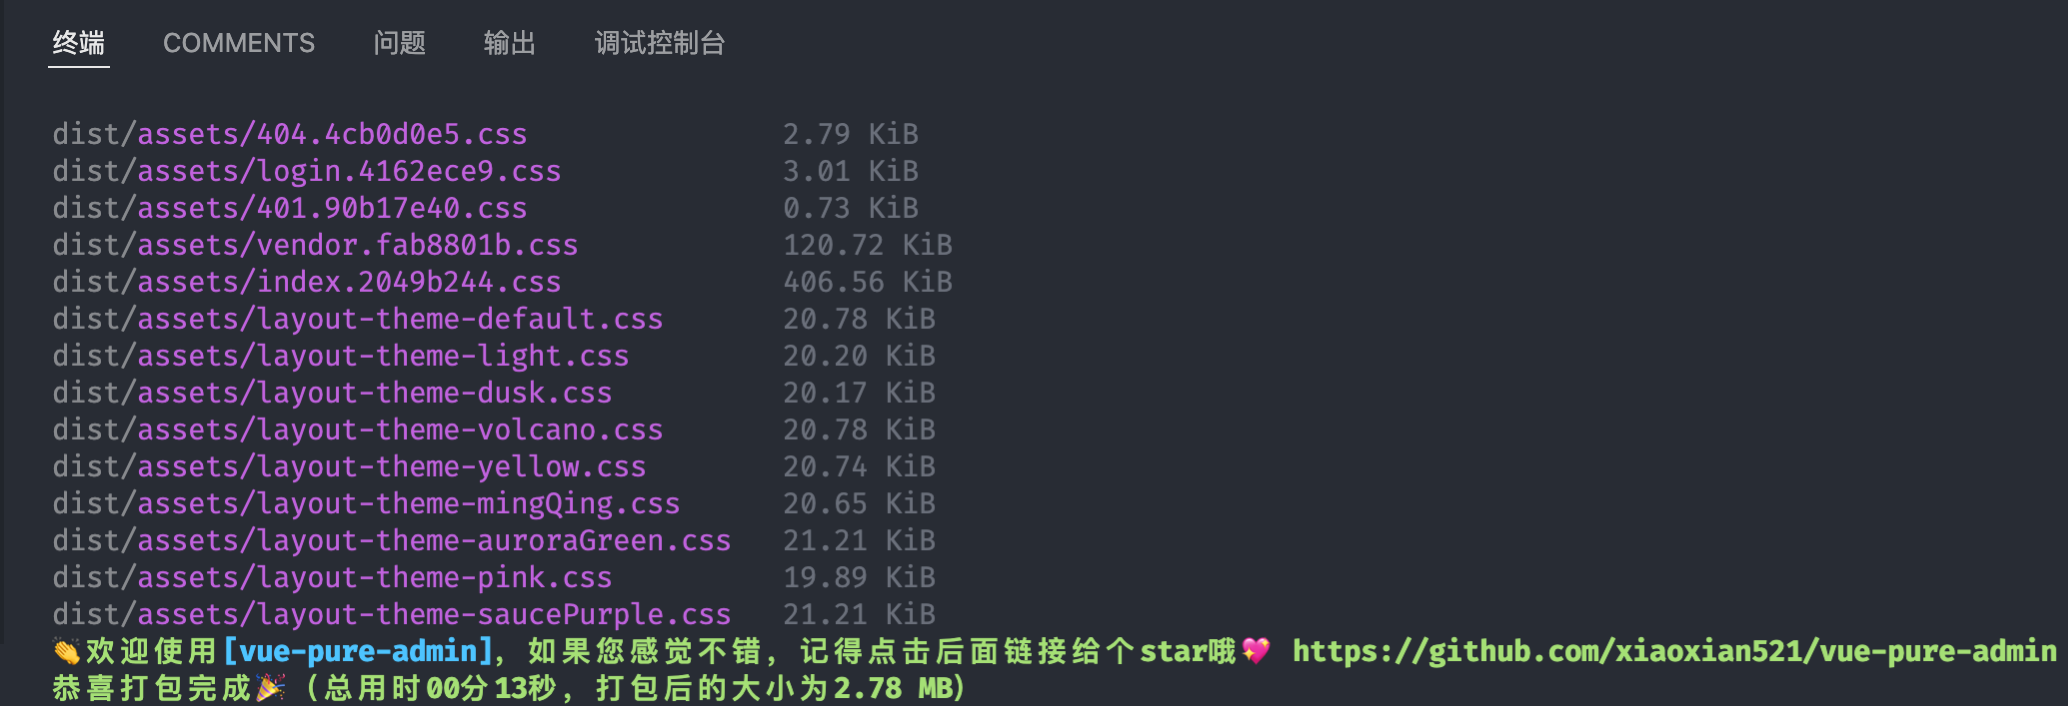 终端 COMMENTS 问题 输出 调试控制台
dist/assets/404.4cb0d0e5.css 2.79 KiB
dist/assets/login.4162ece9.css 3.01 KiB
dist/assets/401.90b17e40.css 0.73 KiB
dist/assets/vendor.fab8801b.css 120.72 KiB
dist/assets/index.2049b244.css 406.56 KiB
dist/assets/layout-theme-default.css 20.78 KiB
dist/assets/layout-theme-light.css 20.20 KiB
dist/assets/layout-theme-dusk.css 20.17 KiB
dist/assets/layout-theme-volcano.css 20.78 KiB
dist/assets/layout-theme-yellow.css 20.74 KiB
dist/assets/layout-theme-mingQing.css 20.65 KiB
dist/assets/layout-theme-auroraGreen.css 21.21 KiB
dist/assets/layout-theme-pink.css 19.89 KiB
dist/assets/layout-theme-saucePurple.css 21.21 KiB
👏欢迎使用[vue-pure-admin]，如果您感觉不错，记得点击后面链接给个star哦💖 https://github.com/xiaoxian521/vue-pure-admin
恭喜打包完成🎉（总用时00分13秒，打包后的大小为2.78 MB）